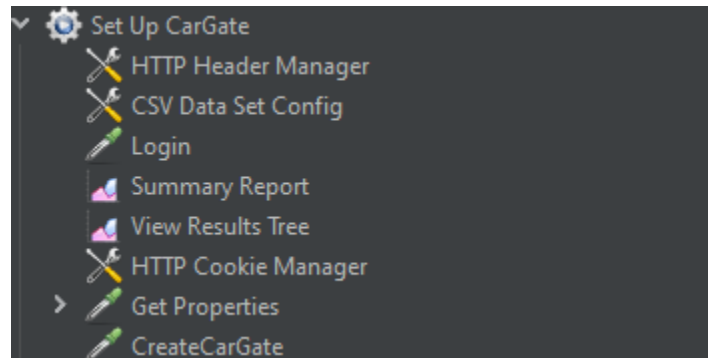 Set Up CarGate
HTTP Header Manager
CSV Data Set Config
Login
Summary Report
View Results Tree
HTTP Cookie Manager
Get Properties
CreateCarGate